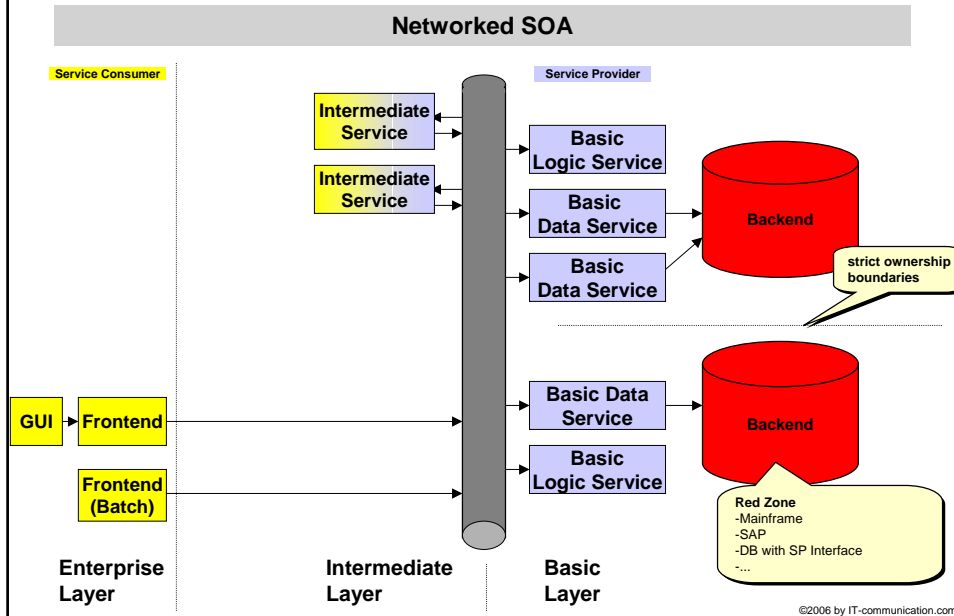 Networked SOA
Service Consumer
Service Provider
Intermediate
Service
Intermediate
Service
Basic
Logic Service
Basic
Data Service
Basic
Data Service
Backend
strict ownership
boundaries
GUI
Frontend
Frontend
(Batch)
Basic Data
Service
Basic
Logic Service
Backend
Red Zone
-Mainframe
-SAP
-DB with SP Interface
-...
Enterprise
Layer
Intermediate
Layer
Basic
Layer
©2006 by IT-communication.com